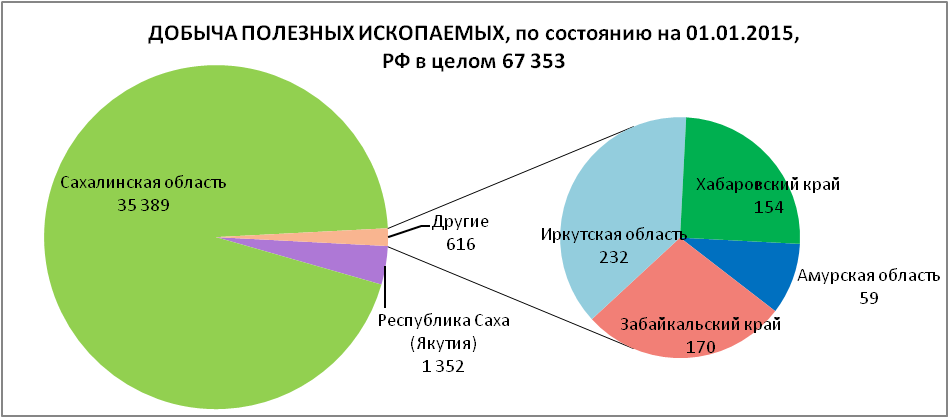 ДОБЫЧА ПОЛЕЗНЫХ ИСКОПАЕМЫХ, по состоянию на 01.01.2015,
РФ в целом 67 353
Сахалинская область
35 389
Другие
616
Республика Саха
(Якутия)
1 352
Хабаровский край
154
Иркутская область
232
Амурская область
59
Забайкальский край
170